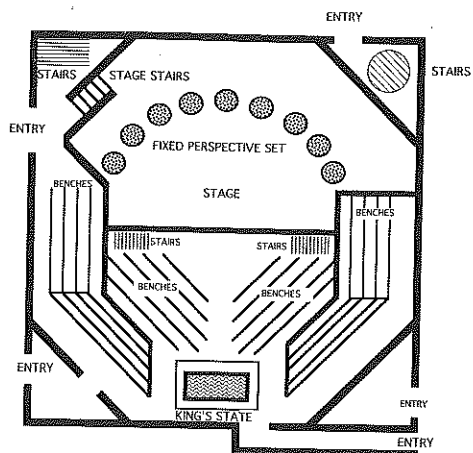 ENTRY
STAIRS
STAGE STAIRS
STAIRS
ENTRY
FIXED PERSPECTIVE SET
STAGE
BENCHES
BENCHES
STAIRS
STAIRS
BENCHES
BENCHES
ENTRY
ENTRY
KING'S STATE
ENTRY